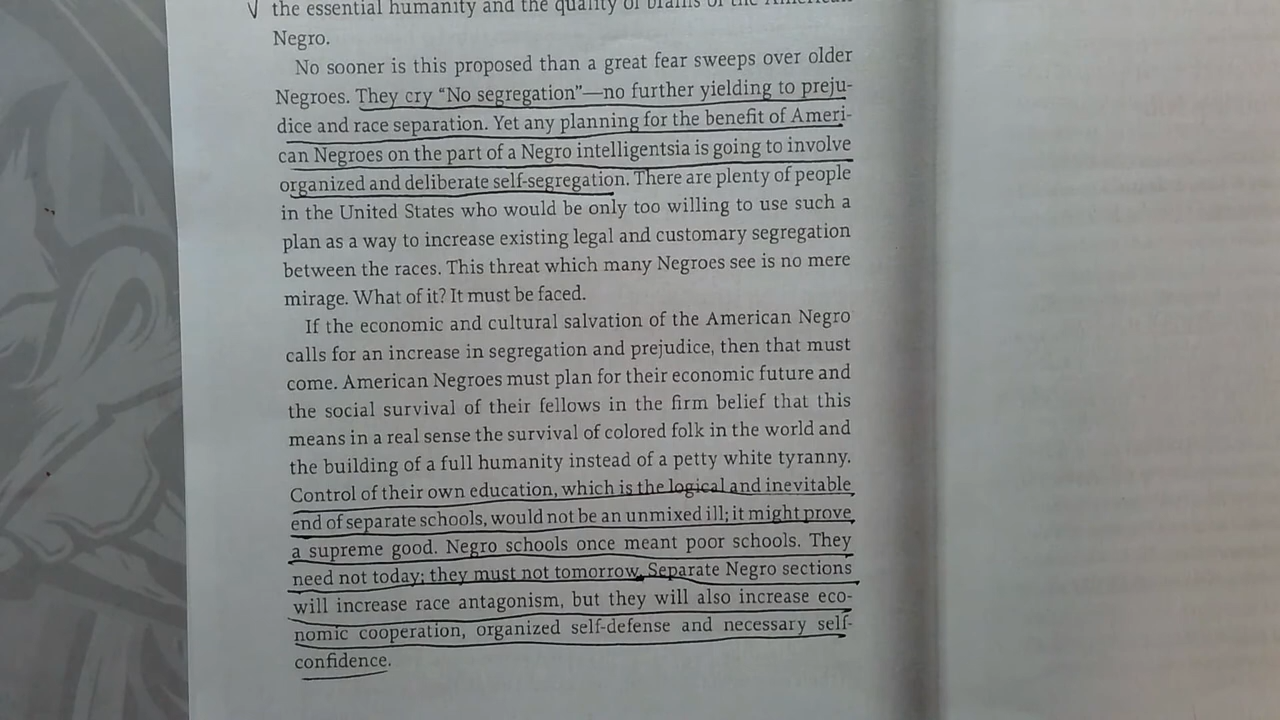 the essential humanity and the quality of brains of the American
Negro.
No sooner is this proposed than a great fear sweeps over older
Negroes. They cry “No segregation”—no further yielding to preju-
dice and race separation. Yet any planning for the benefit of Ameri-
can Negroes on the part of a Negro intelligentsia is going to involve
organized and deliberate self-segregation. There are plenty of people
in the United States who would be only too willing to use such a
plan as a way to increase existing legal and customary segregation
between the races. This threat which many Negroes see is no mere
mirage. What of it? It must be faced.
If the economic and cultural salvation of the American Negro
calls for an increase in segregation and prejudice, then that must
come. American Negroes must plan for their economic future and
the social survival of their fellows in the firm belief that this
means in a real sense the survival of colored folk in the world and
the building of a full humanity instead of a petty white tyranny.
Control of their own education, which is the logical and inevitable
end of separate schools, would not be an unmixed ill; it might prove
a supreme good. Negro schools once meant poor schools. They
need not today; they must not tomorrow. Separate Negro sections
will increase race antagonism, but they will also increase eco-
nomic cooperation, organized self-defense and necessary self-
confidence.